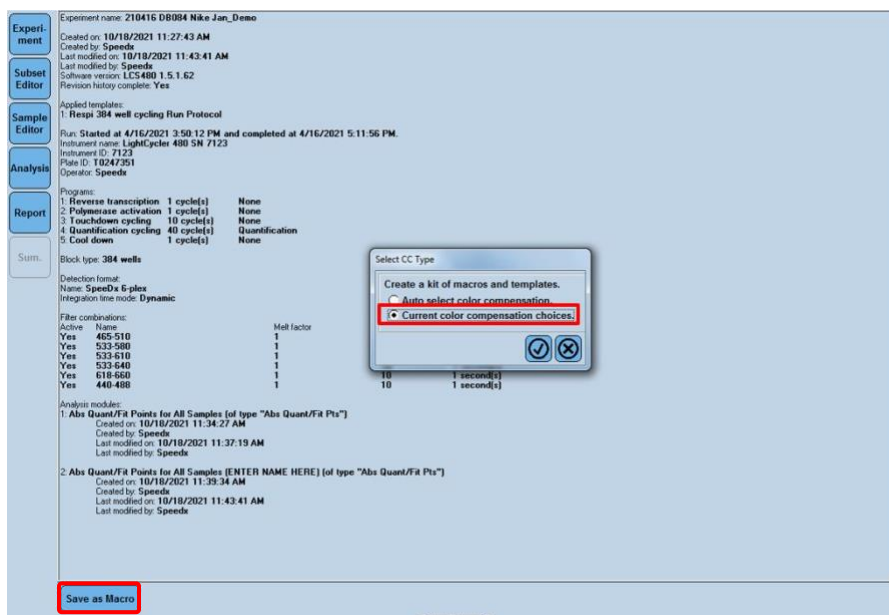 Experi-
ment
Subset
Editor
Sample
Editor
Analysis
Report
Sum.
Experiment name: 210416 DB084 Nike Jan_Demo
Created on: 10/18/2021 11:27:43 AM
Created by: Speedx
Last modified on: 10/18/2021 11:43:41 AM
Last modified by: Speedx
Software version: LCS480 1.5.1.62
Revision history complete: Yes
Applied templates:
1: Respi 384 well cycling Run Protocol
Run: Started at 4/16/2021 3:50:12 PM and completed at 4/16/2021 5:11:56 PM.
Instrument name: LightCycler 480 SN 7123
Instrument ID: 7123
Plate ID: T0247351
Operator: Speedx
Programs:
1: Reverse transcription 1 cycle(s) None
2: Polymerase activation 1 cycle(s) None
3: Touchdown cycling 10 cycle(s) None
4: Quantification cycling 40 cycle(s) Quantification
5: Cool down 1 cycle(s) None
Block type: 384 wells
Detection format:
Name: SpeeDx 6-plex
Integration time mode: Dynamic
Filter combinations:
Active Name Melt factor
Yes 465-510 1
Yes 533-580 1
Yes 533-610 1
Yes 533-640 1
Yes 618-660 1 10 1 second(s)
Yes 440-488 1 10 1 second(s)
Analysis modules:
1: Abs Quant/Fit Points for All Samples (of type "Abs Quant/Fit Pts")
Created on: 10/18/2021 11:34:27 AM
Created by: Speedx
Last modified on: 10/18/2021 11:37:19 AM
Last modified by: Speedx
2: Abs Quant/Fit Points for All Samples (ENTER NAME HERE) (of type "Abs Quant/Fit Pts")
Created on: 10/18/2021 11:39:34 AM
Created by: Speedx
Last modified on: 10/18/2021 11:43:41 AM
Last modified by: Speedx
Select CC Type
Create a kit of macros and templates.
Auto select color compensation.
Current color compensation choices.
Save as Macro